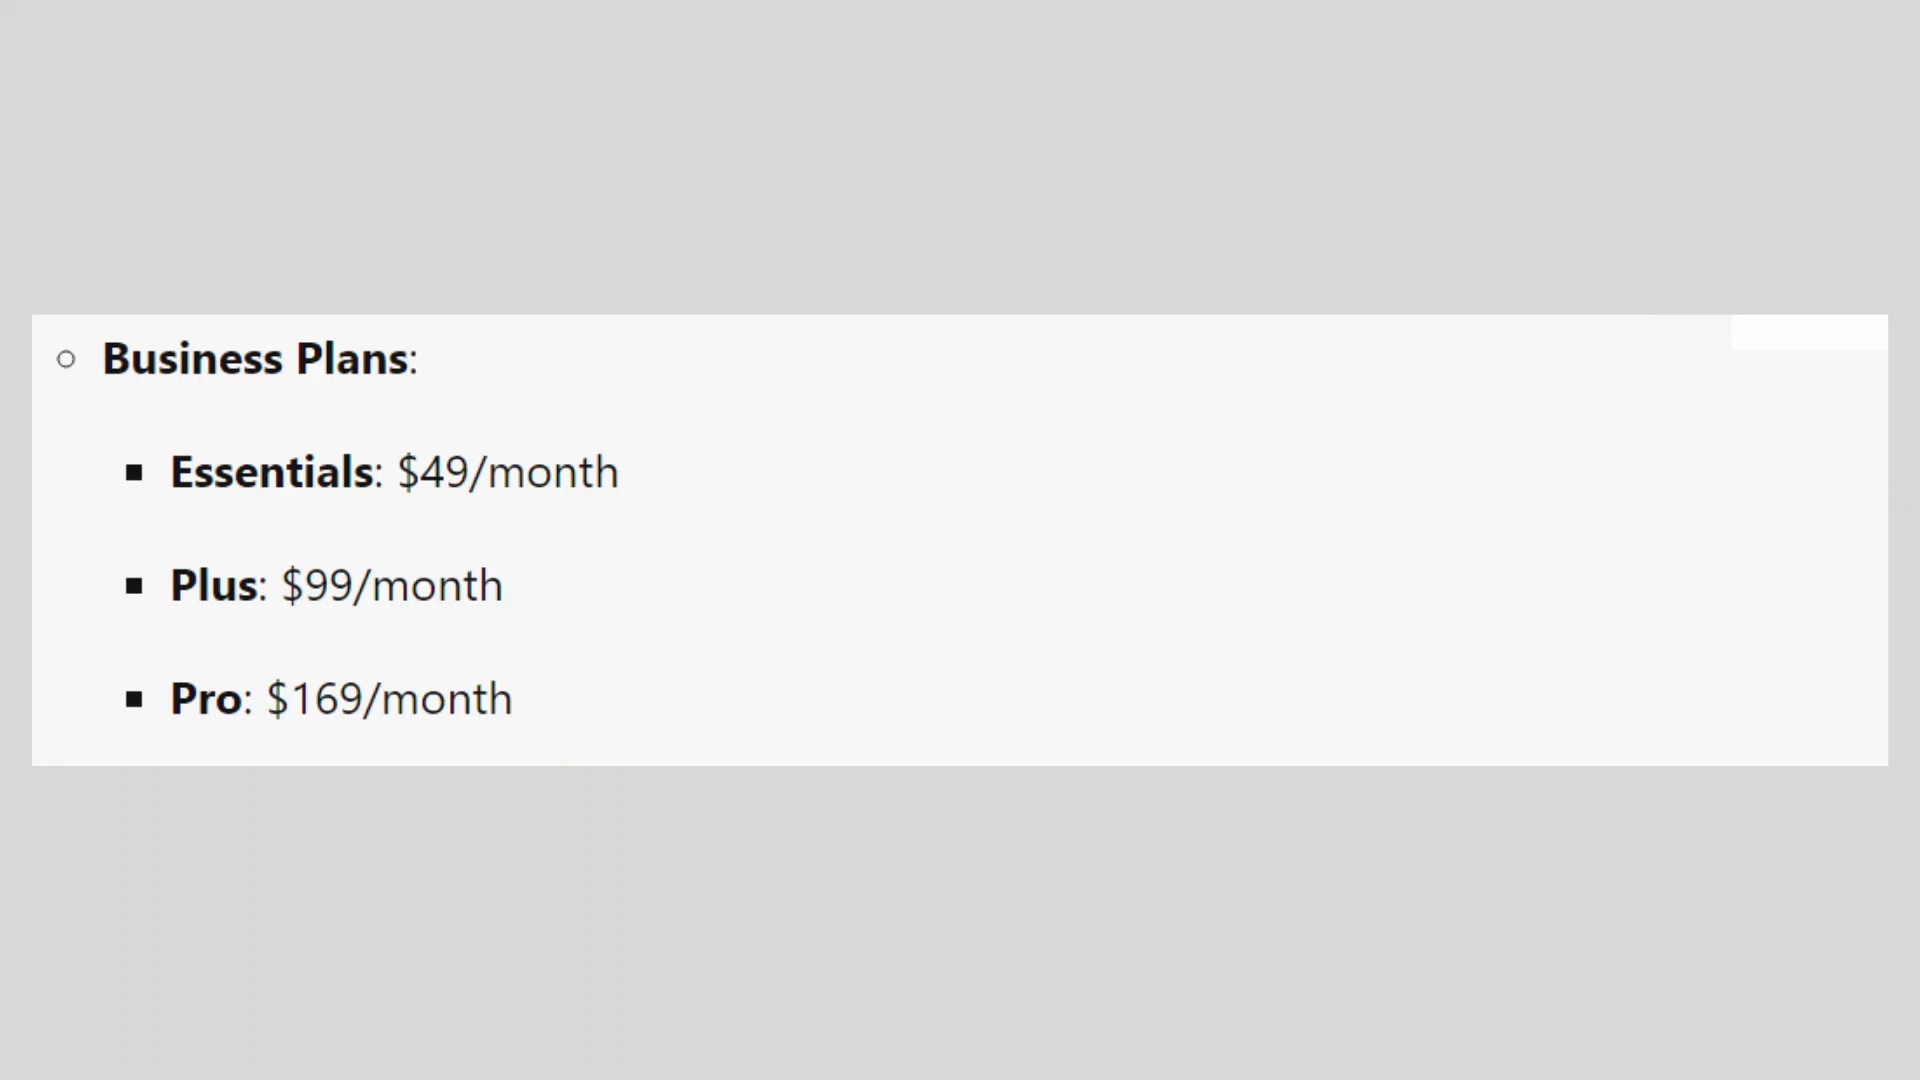 Business Plans:
Essentials: $49/month
Plus: $99/month
Pro: $169/month